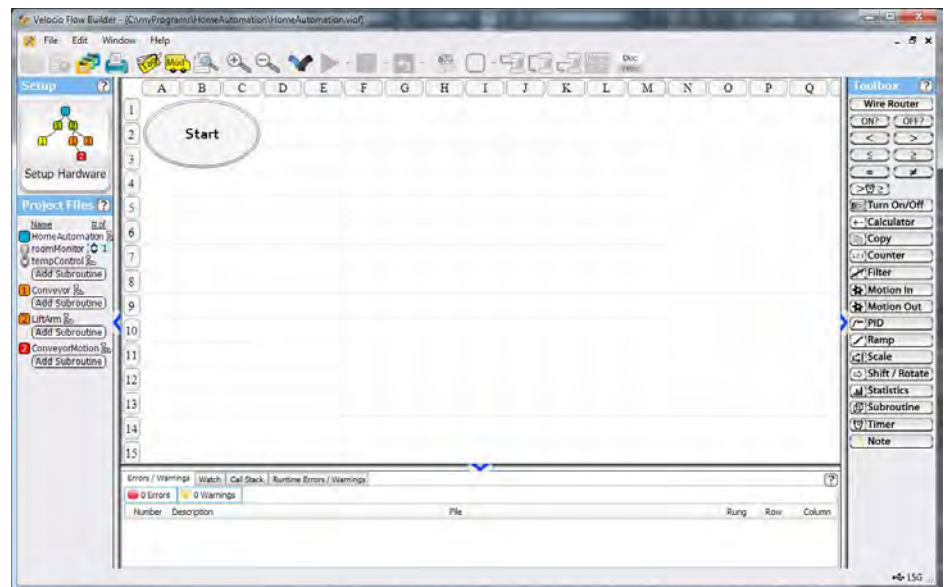 Velocio Flow Builder - [C:\myPrograms\HomeAutomation\HomeAutomation.viof]
File Edit Window Help
Setup ?
Setup Hardware
Project Files ?
Name # of
HomeAutomation
roomMonitor 1
tempControl
Add Subroutine
1 Conveyor
Add Subroutine
2 LiftArm
Add Subroutine
2 ConveyorMotion
Add Subroutine
A B C D E F G H I J K L M N O P Q
1
2
3
4
5
6
7
8
9
10
11
12
13
14
15
Start
Toolbox ?
Wire Router
ON? OFF?
< >
≤ ≥
= ≠
Turn On/Off
Calculator
Copy
Counter
Filter
Motion In
Motion Out
PID
Ramp
Scale
Shift / Rotate
Statistics
Subroutine
Timer
Note
Errors / Warnings Watch Call Stack Runtime Errors / Warnings ?
0 Errors 0 Warnings
Number Description File Rung Row Column
15G